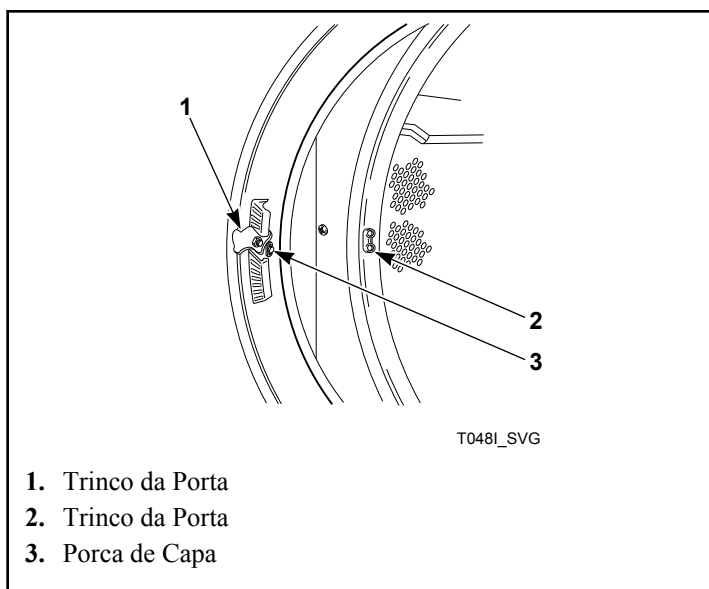 1
2
3
T048I_SVG
1. Trinco da Porta
2. Trinco da Porta
3. Porca de Capa